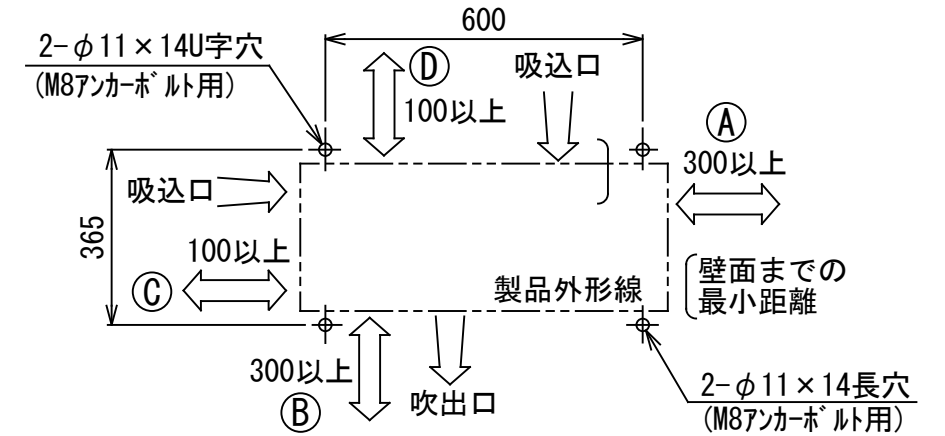 600
2-φ11×14U字穴
(M8アンカーボルト用)
Ⓓ
100以上
吸込口
Ⓐ
300以上
吸込口
365
100以上
Ⓒ
製品外形線
壁面までの
最小距離
300以上
Ⓑ
吹出口
2-φ11×14長穴
(M8アンカーボルト用)